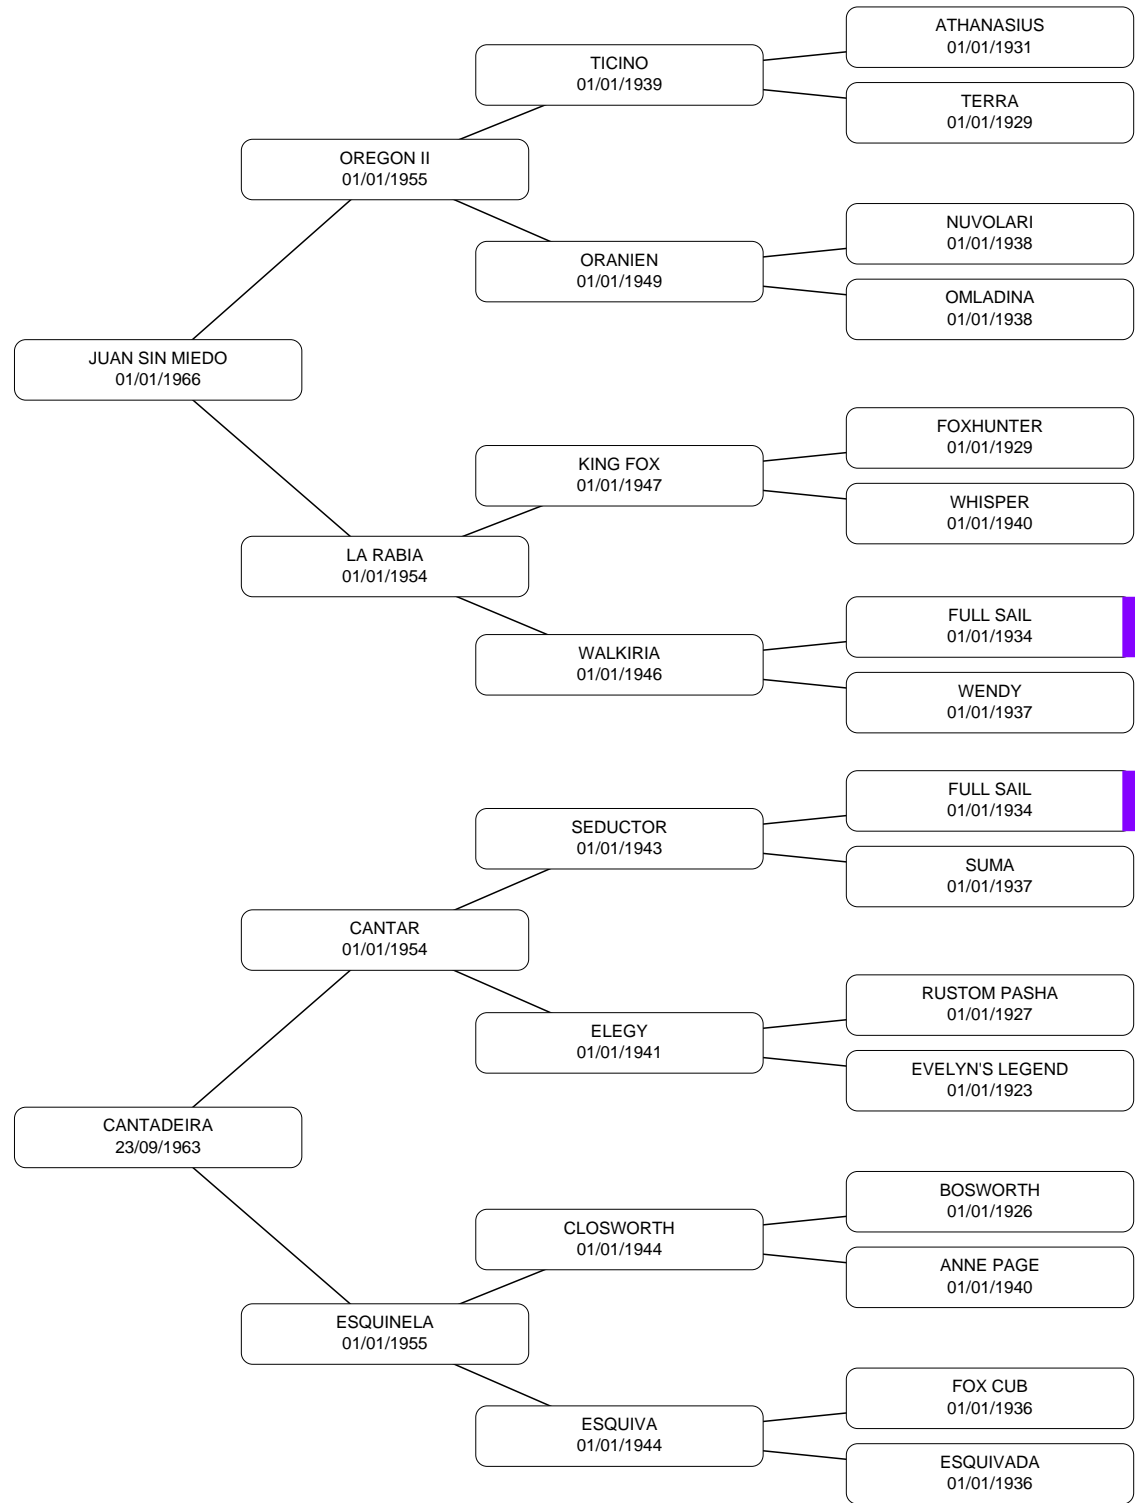 ATHANASIUS
01/01/1931
TICINO
01/01/1939
TERRA
01/01/1929
OREGON II
01/01/1955
NUVOLARI
01/01/1938
ORANIEN
01/01/1949
OMLADINA
01/01/1938
JUAN SIN MIEDO
01/01/1966
FOXHUNTER
01/01/1929
KING FOX
01/01/1947
WHISPER
01/01/1940
LA RABIA
01/01/1954
FULL SAIL
01/01/1934
WALKIRIA
01/01/1946
WENDY
01/01/1937
FULL SAIL
01/01/1934
SEDUCTOR
01/01/1943
SUMA
01/01/1937
CANTAR
01/01/1954
RUSTOM PASHA
01/01/1927
ELEGY
01/01/1941
EVELYN'S LEGEND
01/01/1923
CANTADEIRA
23/09/1963
BOSWORTH
01/01/1926
CLOSWORTH
01/01/1944
ANNE PAGE
01/01/1940
ESQUINELA
01/01/1955
FOX CUB
01/01/1936
ESQUIVA
01/01/1944
ESQUIVADA
01/01/1936